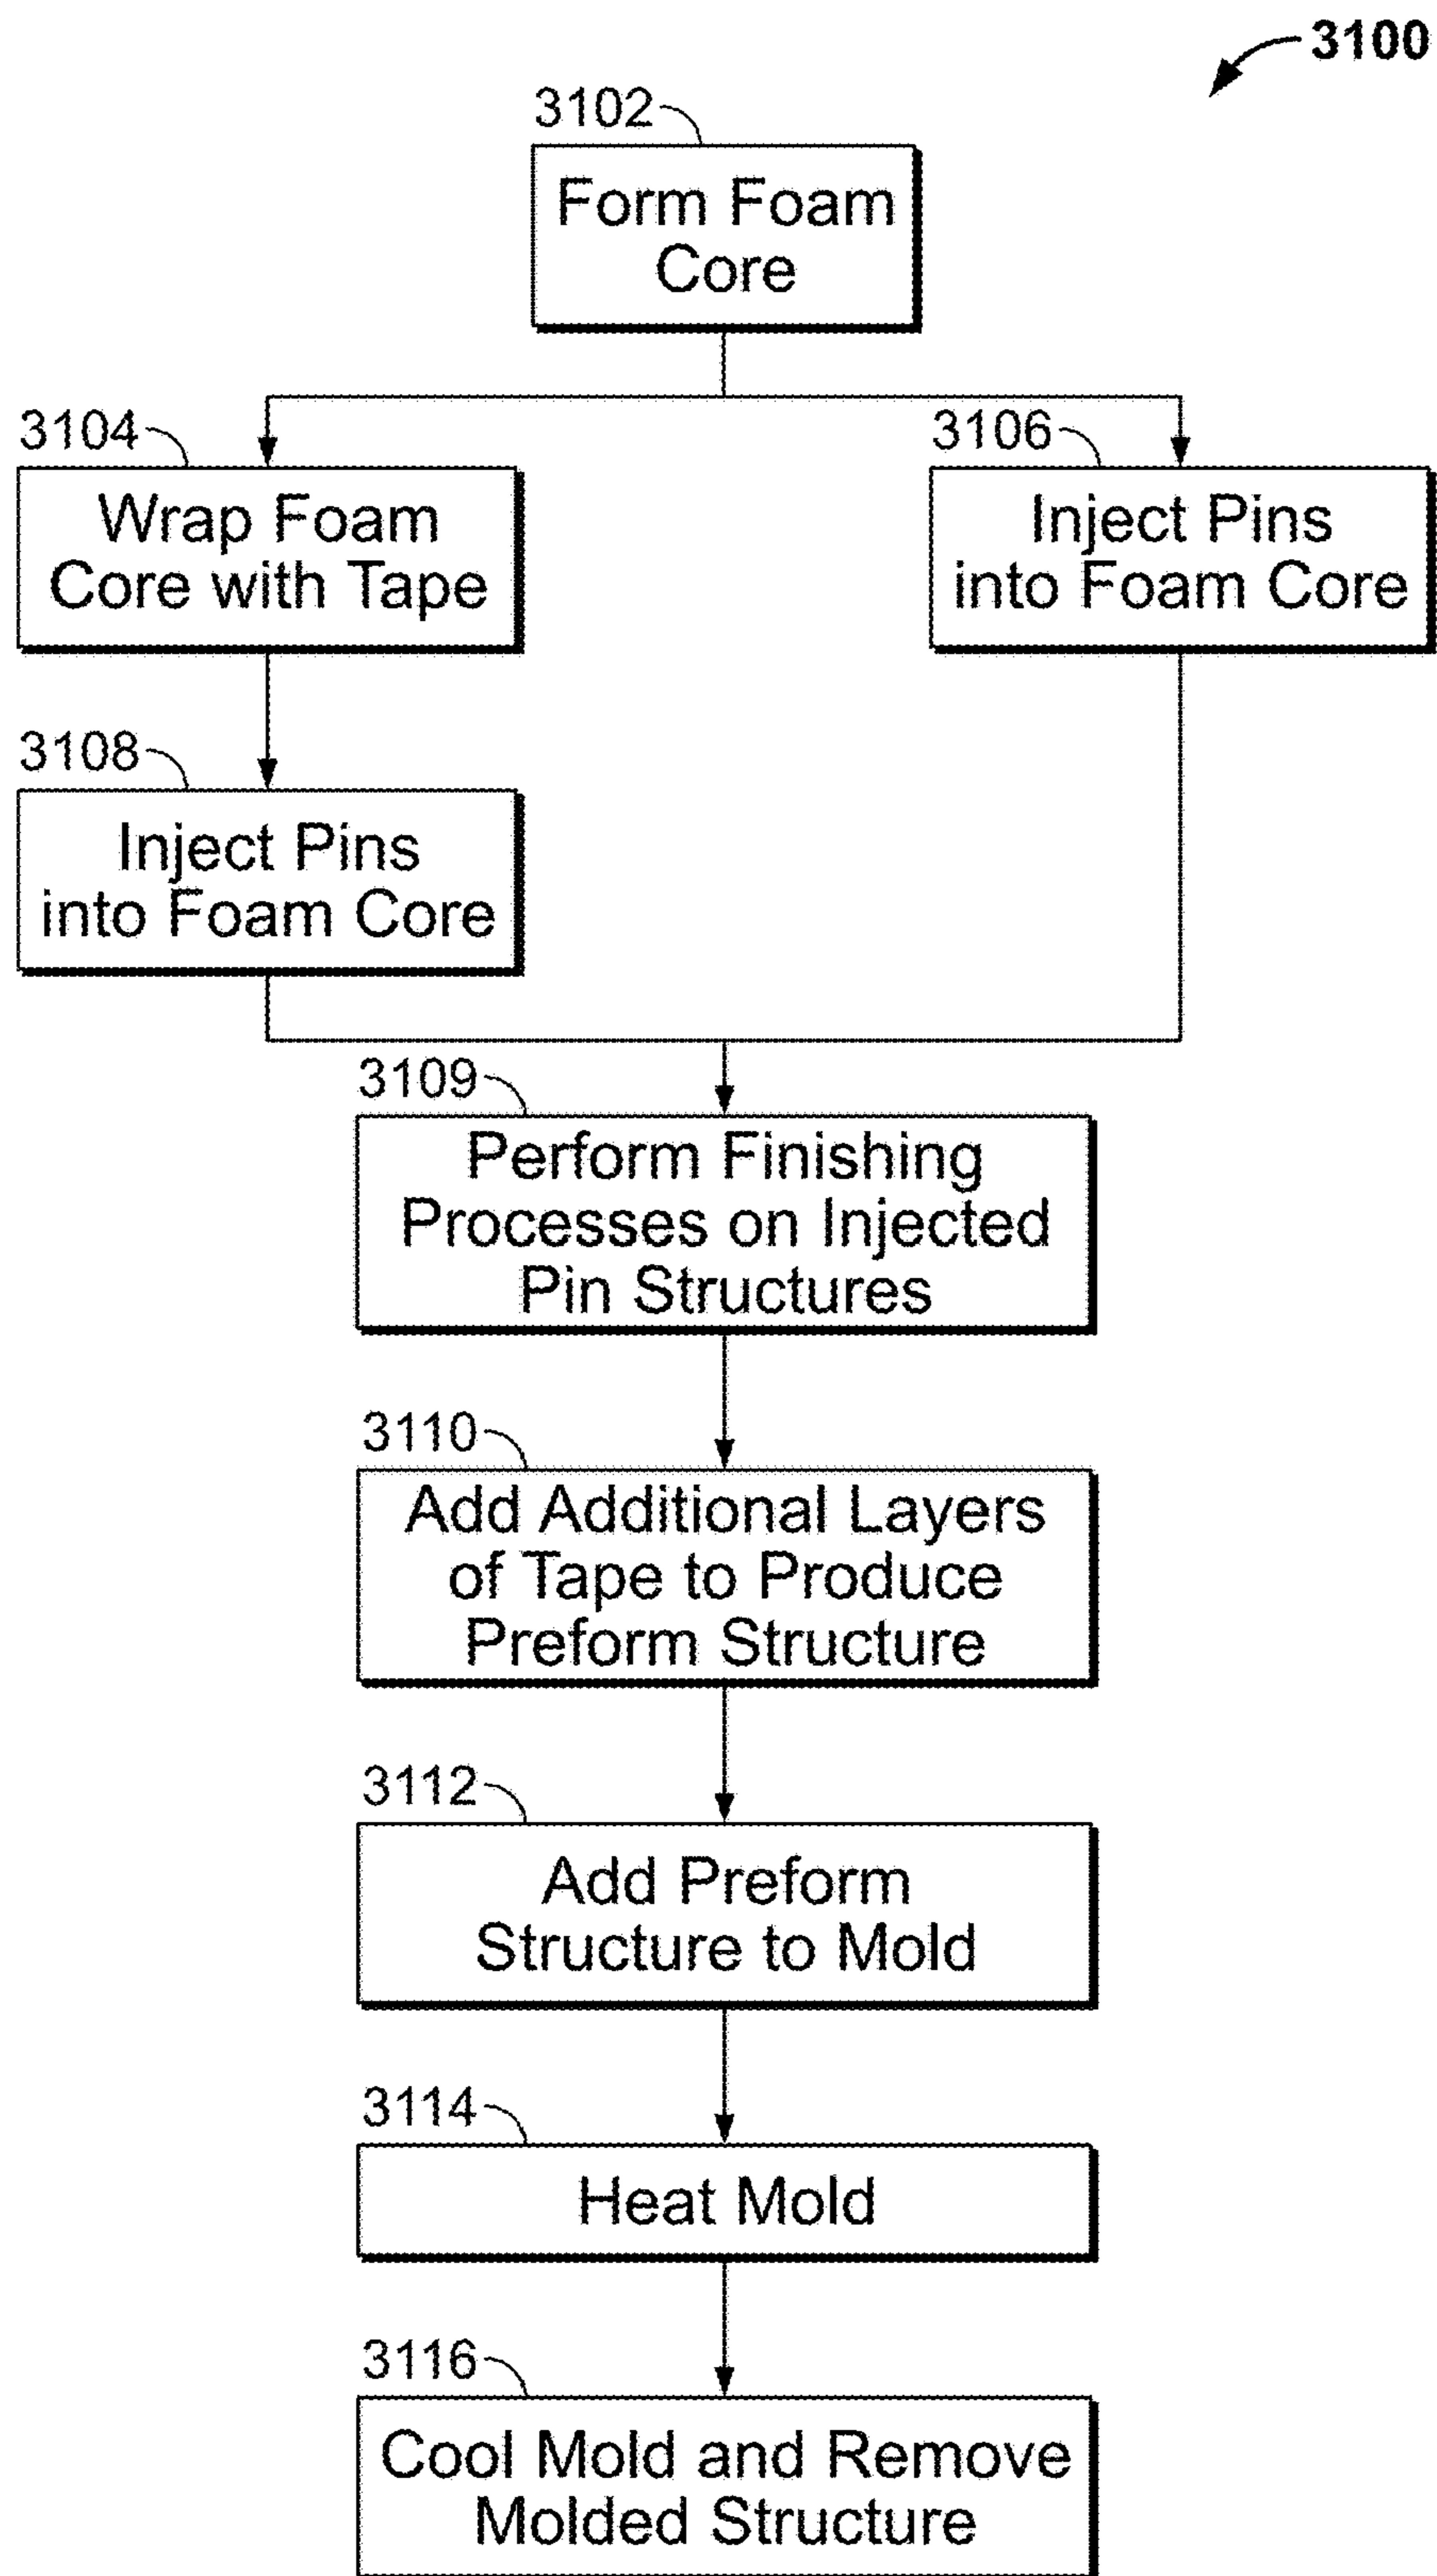 3100
3102
Form Foam
Core
3104
Wrap Foam
Core with Tape
3106
Inject Pins
into Foam Core
3108
Inject Pins
into Foam Core
3109
Perform Finishing
Processes on Injected
Pin Structures
3110
Add Additional Layers
of Tape to Produce
Preform Structure
3112
Add Preform
Structure to Mold
3114
Heat Mold
3116
Cool Mold and Remove
Molded Structure